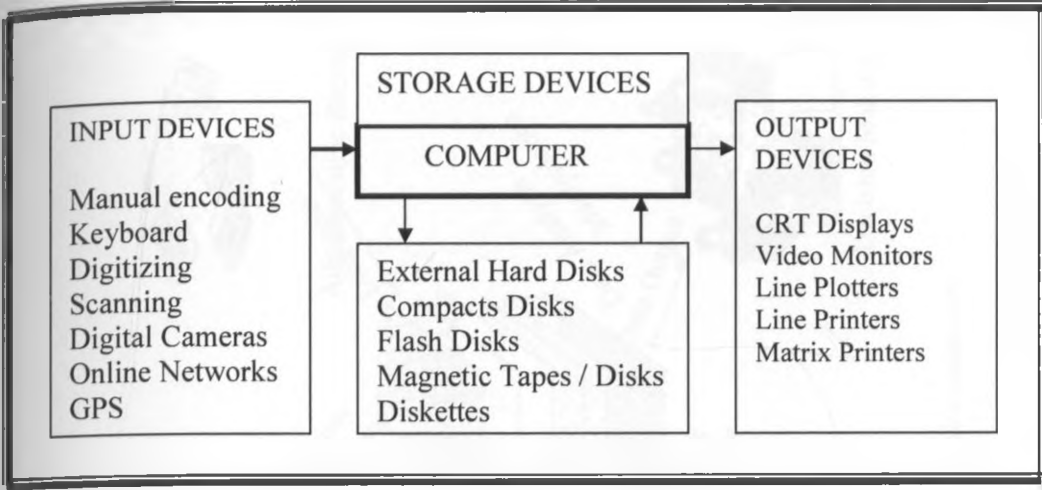 INPUT DEVICES
Manual encoding
Keyboard
Digitizing
Scanning
Digital Cameras
Online Networks
GPS
STORAGE DEVICES
COMPUTER
External Hard Disks
Compacts Disks
Flash Disks
Magnetic Tapes / Disks
Diskettes
OUTPUT
DEVICES
CRT Displays
Video Monitors
Line Plotters
Line Printers
Matrix Printers